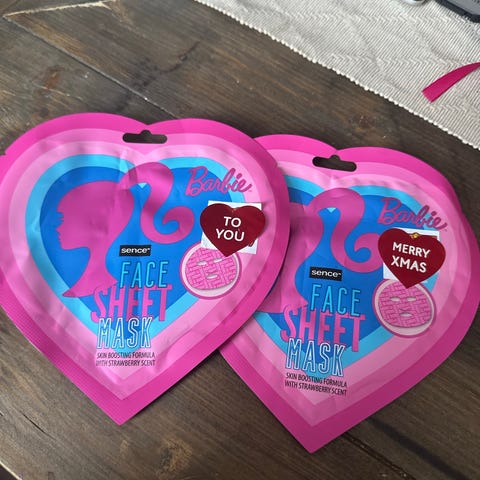 Barbie
TO
YOU
sence
FACE
SHEET
MASK
SKIN BOOSTING FORMULA
WITH STRAWBERRY SCENT
Barbie
MERRY
XMAS
sence
FACE
SHEET
MASK
SKIN BOOSTING FORMULA
WITH STRAWBERRY SCENT